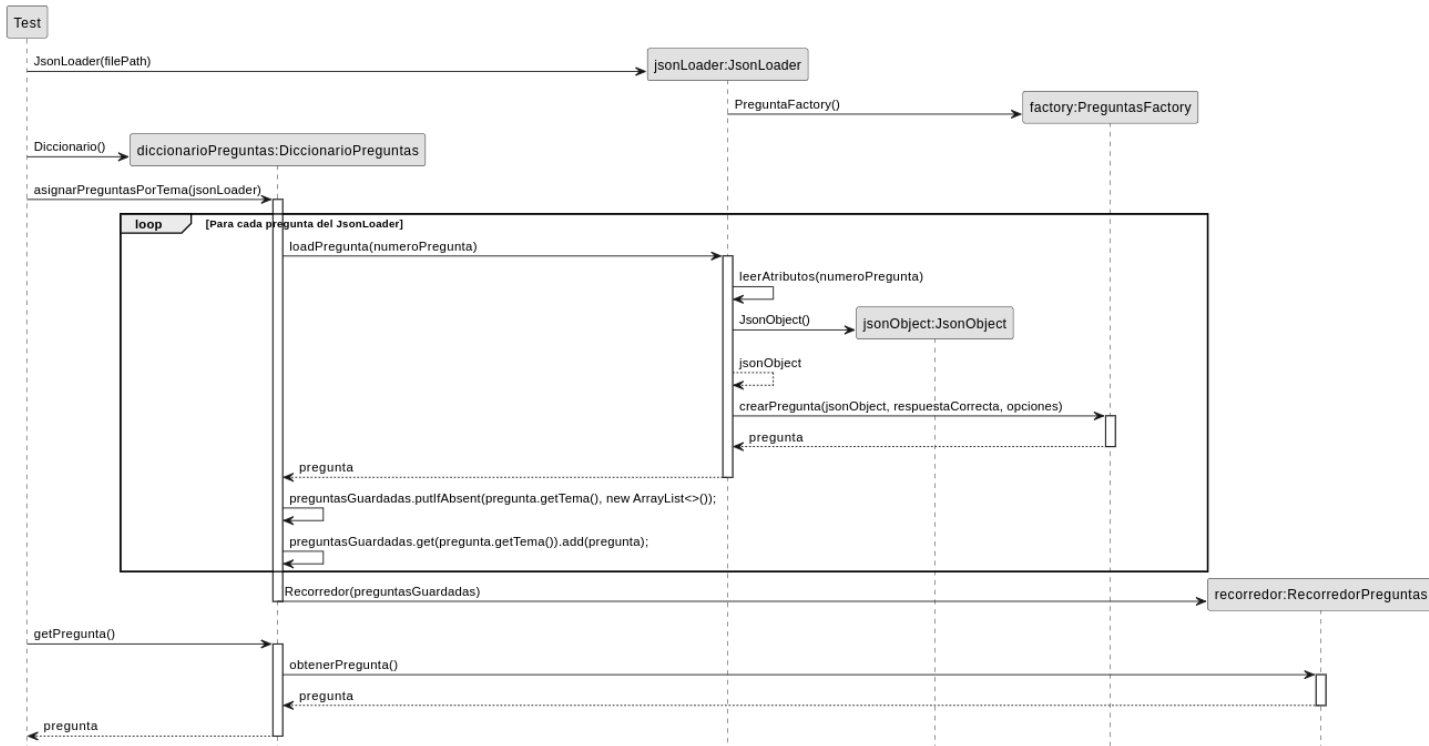 Test
JsonLoader(filePath)
jsonLoader:JsonLoader
PreguntaFactory()
factory:PreguntasFactory
Diccionario()
diccionarioPreguntas:DiccionarioPreguntas
asignarPreguntasPorTema(jsonLoader)
loop [Para cada pregunta del JsonLoader]
loadPregunta(numeroPregunta)
leerAtributos(numeroPregunta)
JsonObject()
jsonObject:JsonObject
jsonObject
crearPregunta(jsonObject, respuestaCorrecta, opciones)
pregunta
pregunta
preguntasGuardadas.putIfAbsent(pregunta.getTema(), new ArrayList<>());
preguntasGuardadas.get(pregunta.getTema()).add(pregunta);
Recorredor(preguntasGuardadas)
recorredor:RecorredorPreguntas
getPregunta()
obtenerPregunta()
pregunta
pregunta